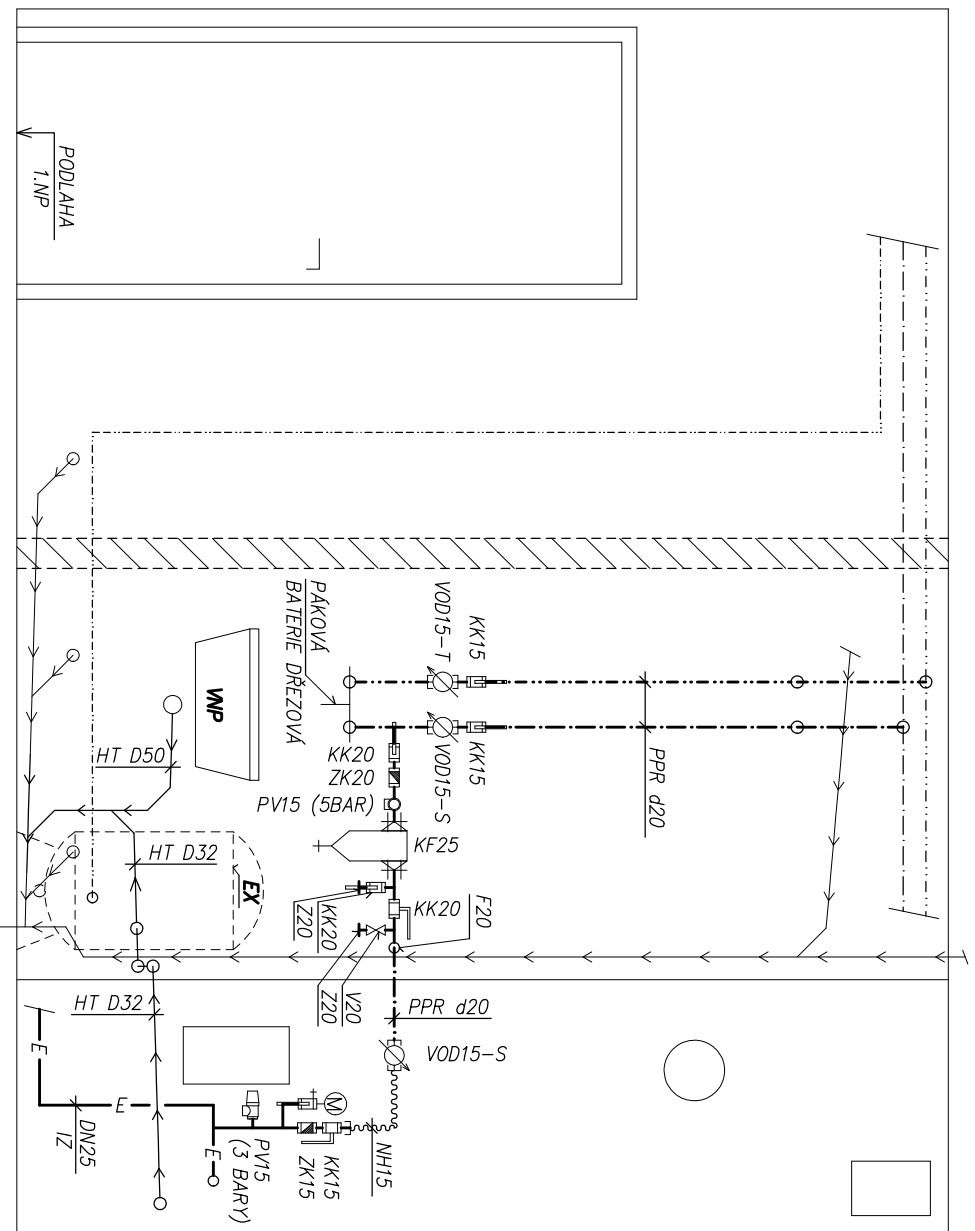 PODLAHA
1.NP
VOD15-T
KK15
PÁKOVÁ
BATERIE DŘEZOVÁ
VNP
HT D50
KK20
ZK20
PV15 (5BAR)
VOD15-S
KK15
PPR d20
KF25
HT D32
EX
KK20
Z20
KK20
F20
V20
Z20
HT D32
PPR d20
VOD15-S
E
E
E
DN25
IZ
PV15
(3 BARY)
M
KK15
ZK15
NH15